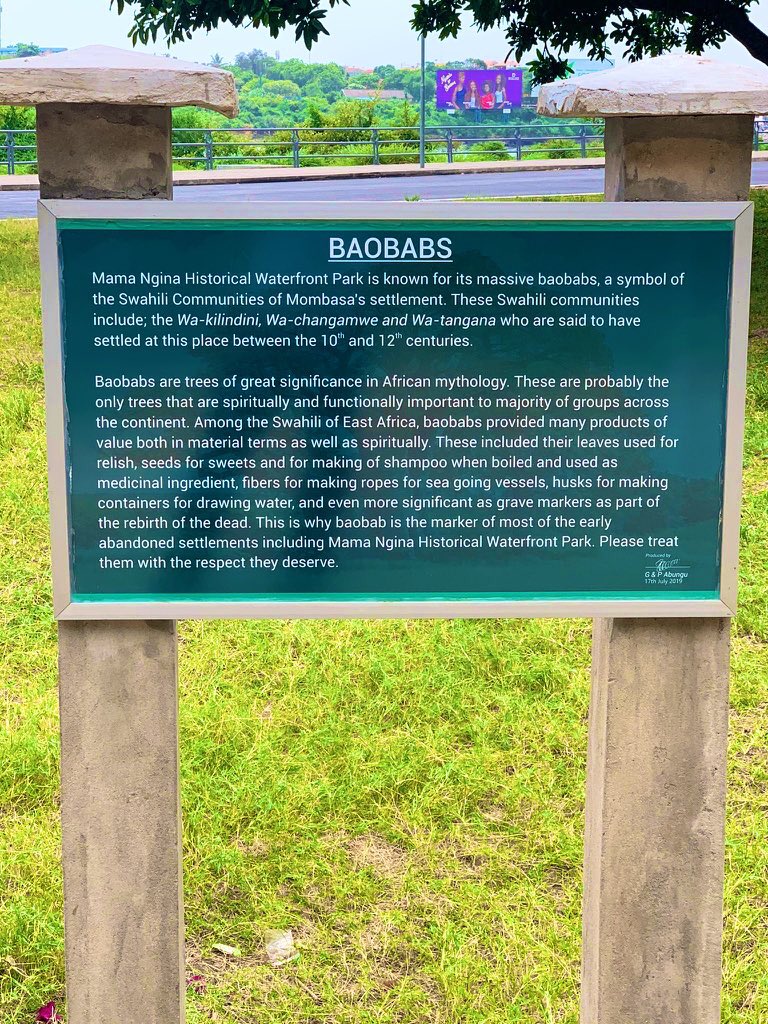 BAOBABS
Mama Ngina Historical Waterfront Park is known for its massive baobabs, a symbol of
the Swahili Communities of Mombasa's settlement. These Swahili communities
include; the Wa-kilindini, Wa-changamwe and Wa-tangana who are said to have
settled at this place between the 10th and 12th centuries.
Baobabs are trees of great significance in African mythology. These are probably the
only trees that are spiritually and functionally important to majority of groups across
the continent. Among the Swahili of East Africa, baobabs provided many products of
value both in material terms as well as spiritually. These included their leaves used for
relish, seeds for sweets and for making of shampoo when boiled and used as
medicinal ingredient, fibers for making ropes for sea going vessels, husks for making
containers for drawing water, and even more significant as grave markers as part of
the rebirth of the dead. This is why baobab is the marker of most of the early
abandoned settlements including Mama Ngina Historical Waterfront Park. Please treat
them with the respect they deserve.
Produced by
G & P Abungu
17th July 2019